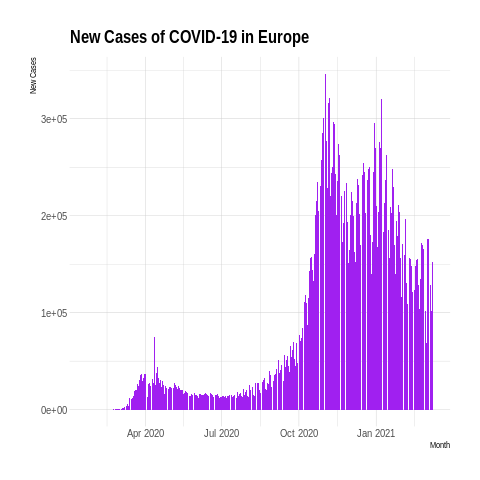 New Cases of COVID-19 in Europe
New Cases
3e+05
2e+05
1e+05
0e+00
Apr 2020
Jul 2020
Oct 2020
Jan 2021
Month